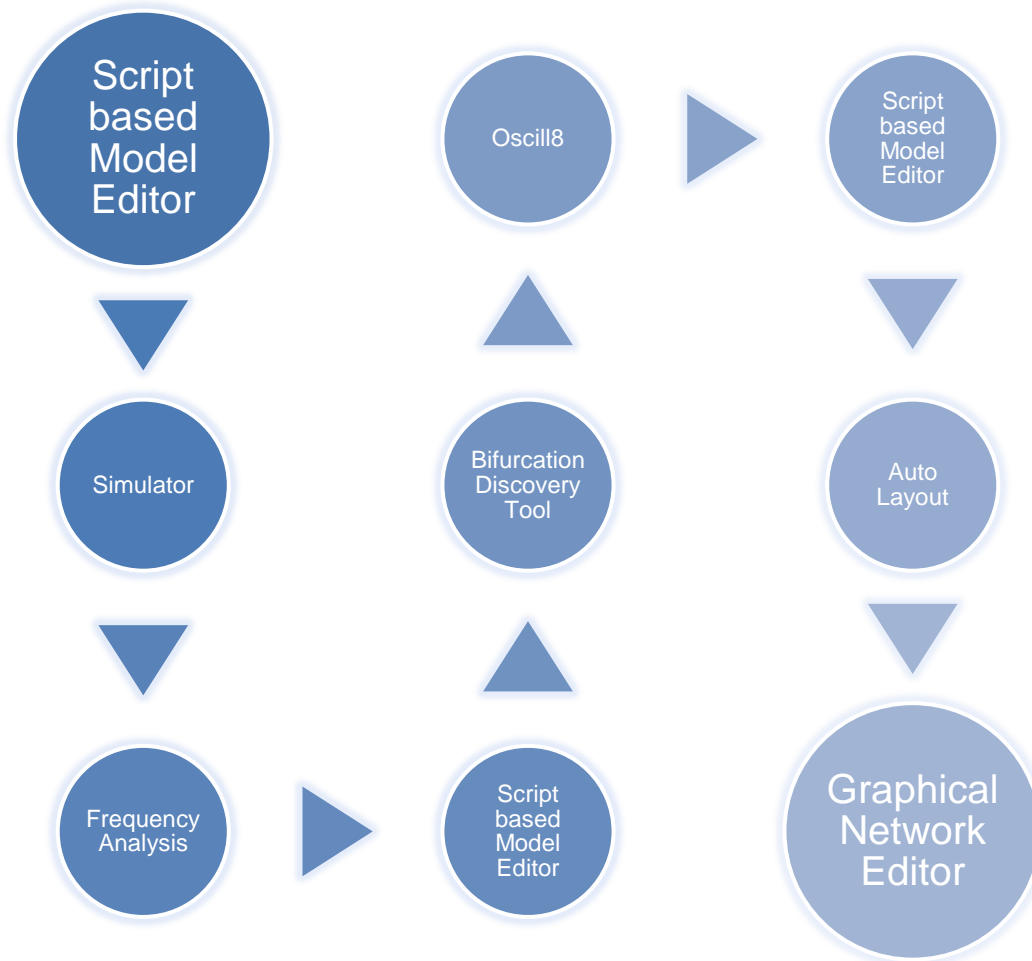 Script
based
Model
Editor
Simulator
Frequency
Analysis
Script
based
Model
Editor
Bifurcation
Discovery
Tool
Oscill8
Script
based
Model
Editor
Auto
Layout
Graphical
Network
Editor